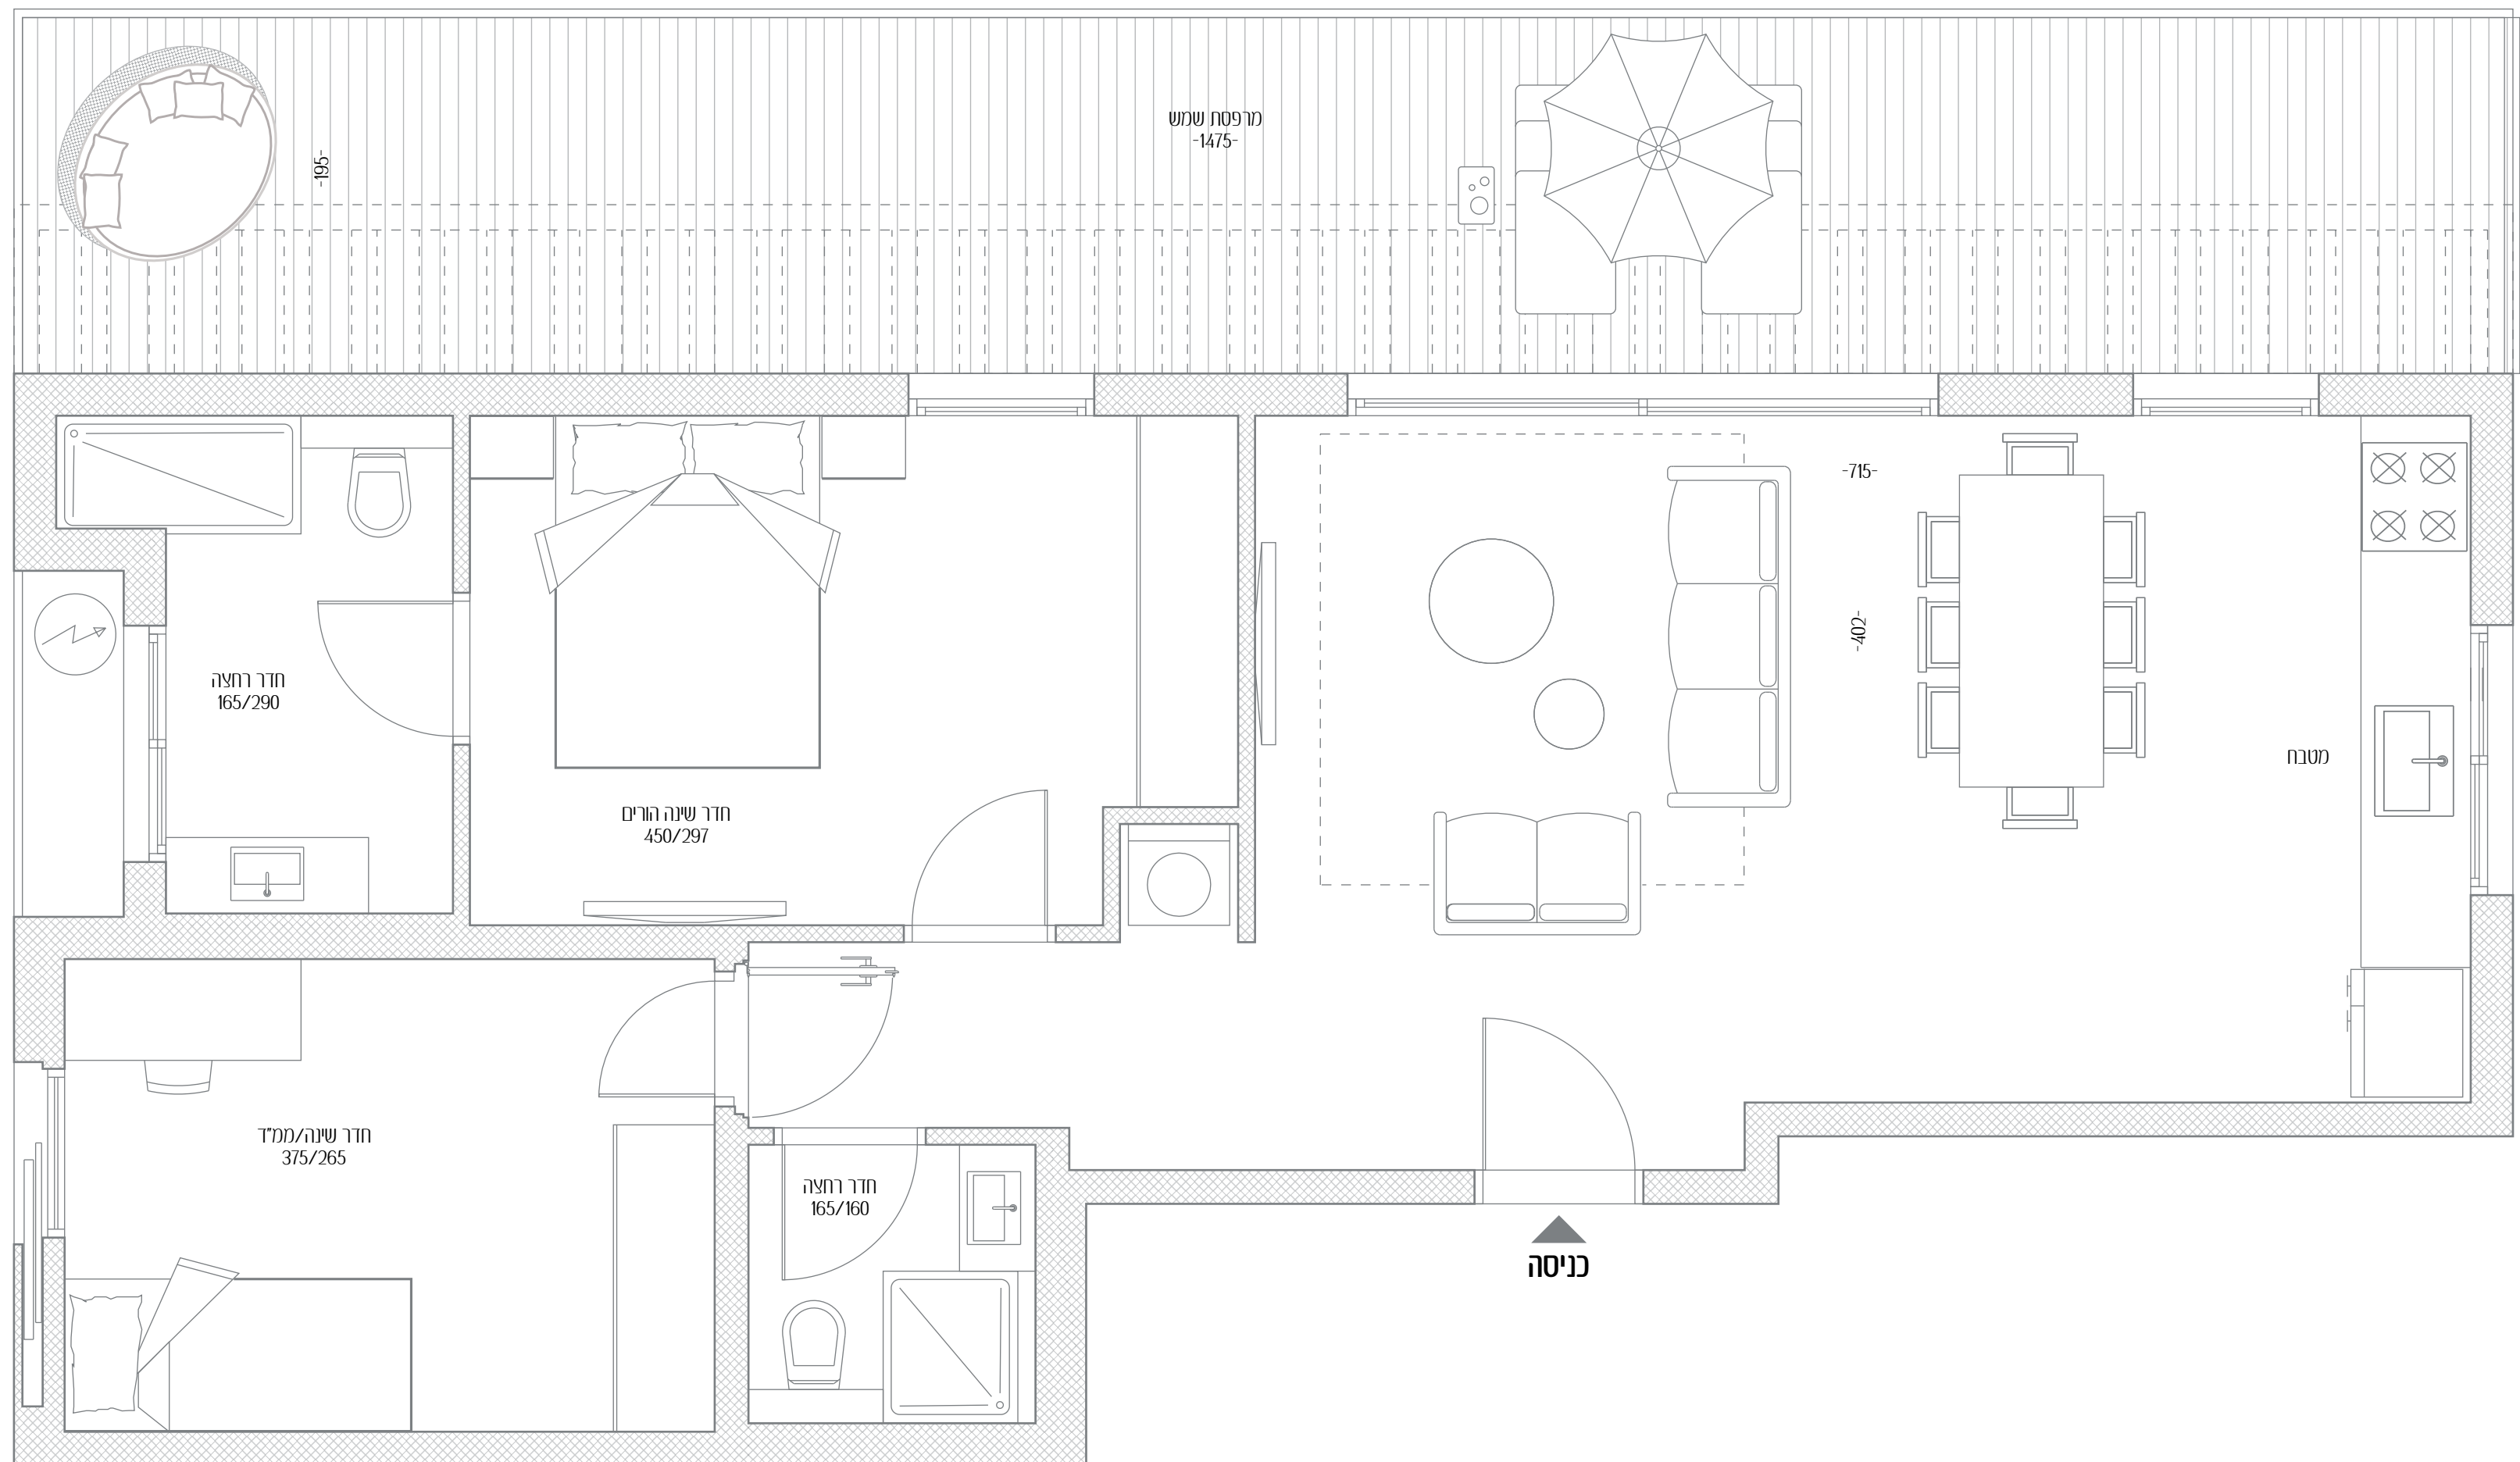 מרפסת שמש
-1475-
-195-
-715-
-402-
חדר רחצה
165/290
מטבח
חדר שינה הורים
450/297
חדר שינה/ממ"ד
375/265
חדר רחצה
165/160
כניסה